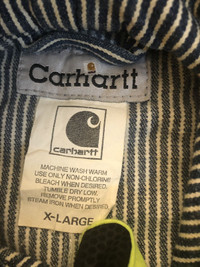 Carhartt
carhartt
MACHINE WASH WARM
USE ONLY NON-CHLORINE
BLEACH WHEN DESIRED.
TUMBLE DRY LOW.
REMOVE PROMPTLY
STEAM IRON WHEN DESIRED.
X-LARGE